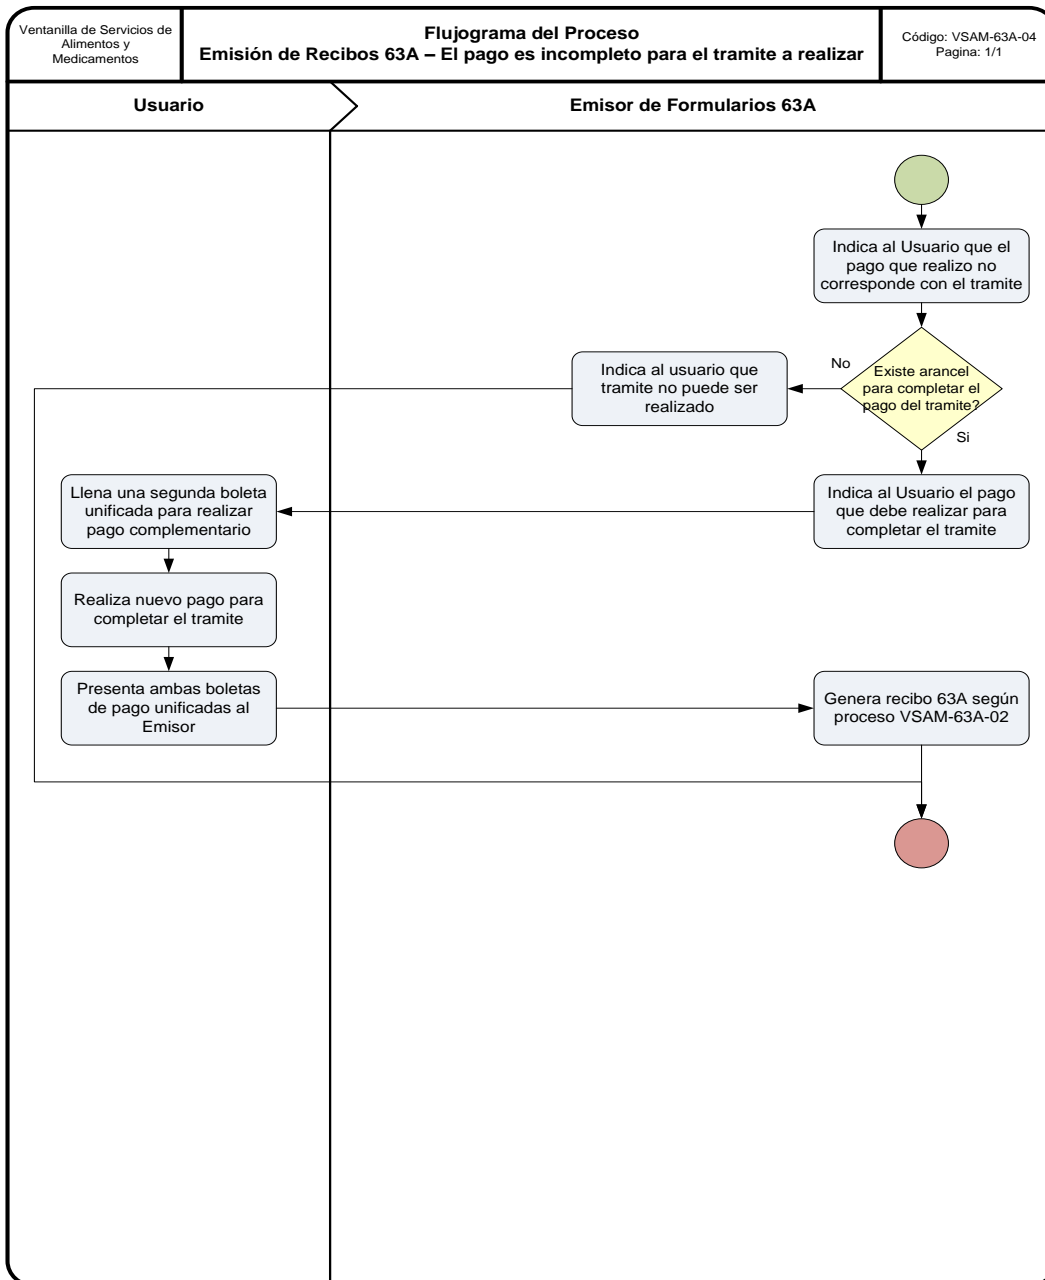 Ventanilla de Servicios de
Alimentos y
Medicamentos
Flujograma del Proceso
Emisión de Recibos 63A – El pago es incompleto para el tramite a realizar
Código: VSAM-63A-04
Pagina: 1/1
Usuario
Emisor de Formularios 63A
Indica al Usuario que el
pago que realizo no
corresponde con el tramite
Existe arancel
para completar el
pago del tramite?
No
Si
Indica al usuario que
tramite no puede ser
realizado
Indica al Usuario el pago
que debe realizar para
completar el tramite
Llena una segunda boleta
unificada para realizar
pago complementario
Realiza nuevo pago para
completar el tramite
Presenta ambas boletas
de pago unificadas al
Emisor
Genera recibo 63A según
proceso VSAM-63A-02